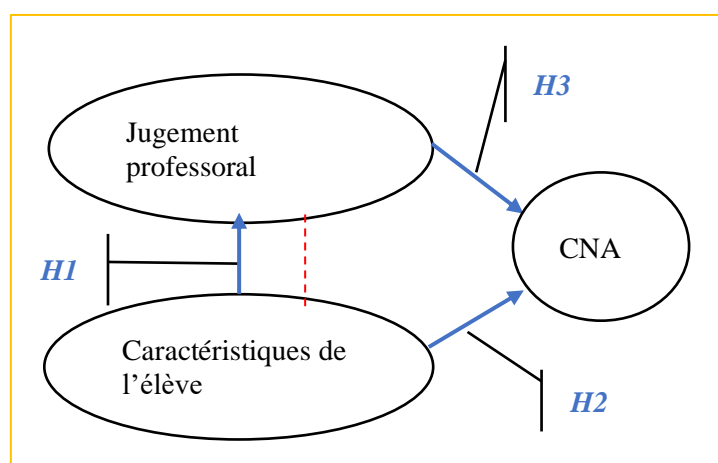 H3
Jugement
professoral
CNA
H1
Caractéristiques de
l’élève
H2